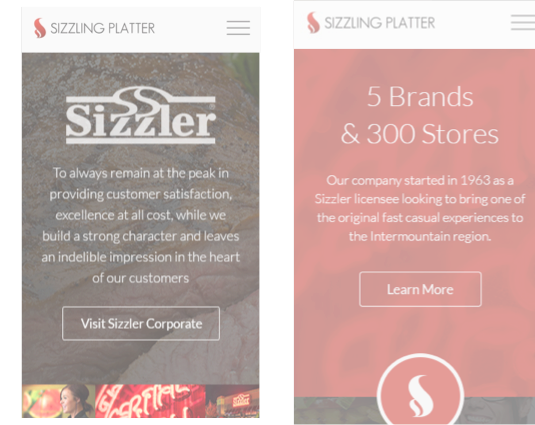 SIZZLING PLATTER
Sizzler
To always remain at the peak in
providing customer satisfaction,
excellence at all cost, while we
build a strong character and leaves
an indelible impression in the heart
of our customers
Visit Sizzler Corporate
SIZZLING PLATTER
5 Brands
& 300 Stores
Our company started in 1963 as a
Sizzler licensee looking to bring one of
the original fast casual experiences to
the Intermountain region.
Learn More